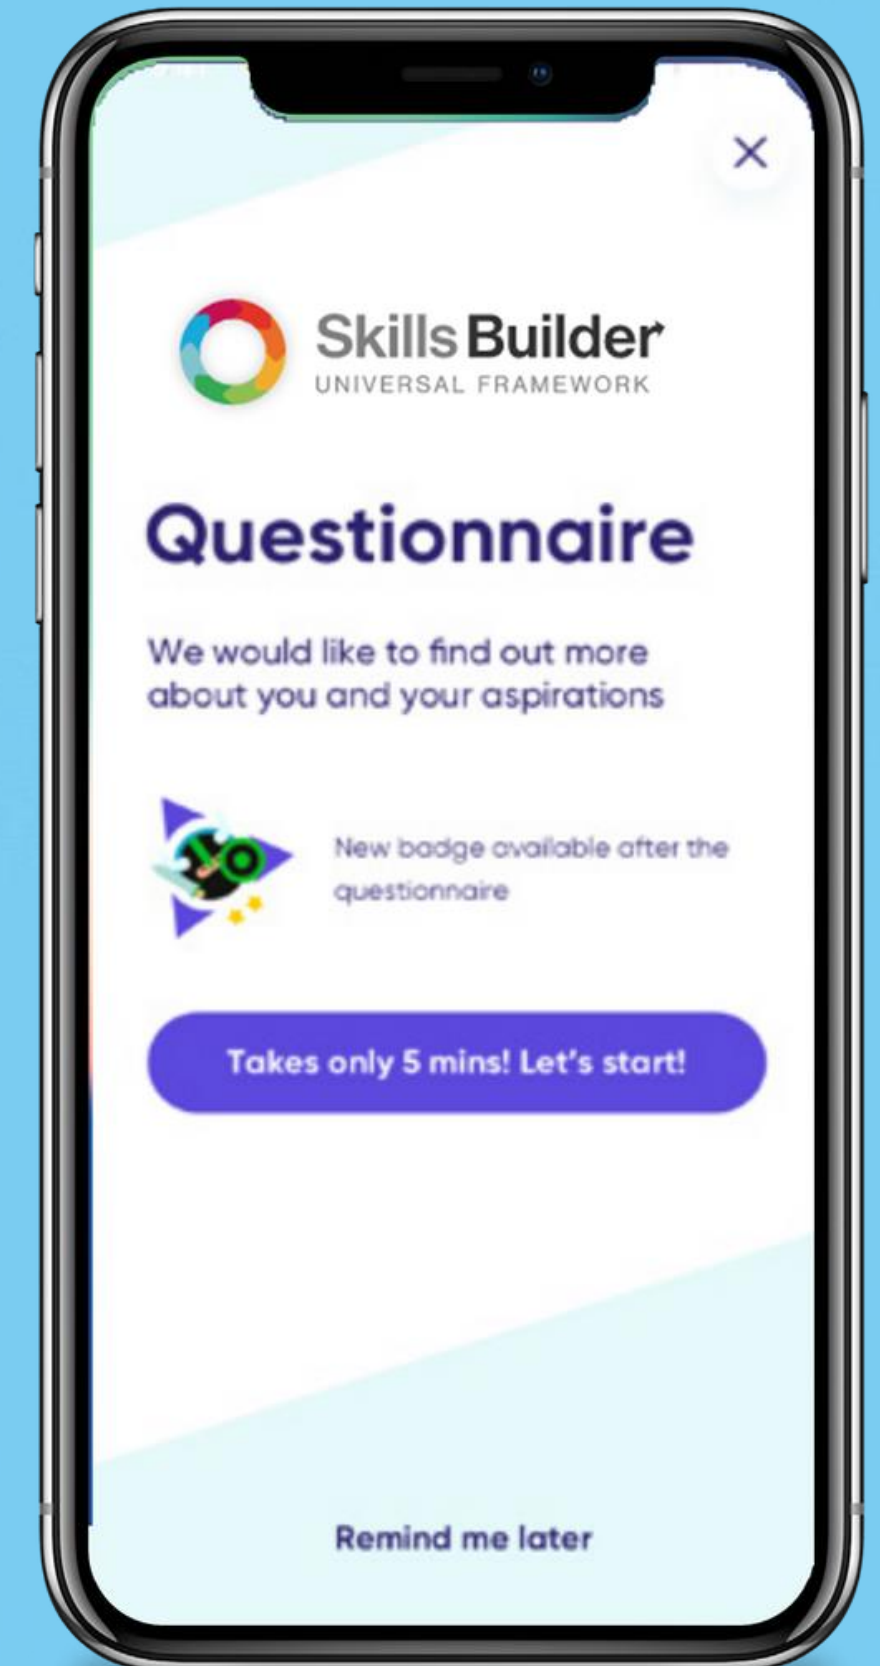 Skills Builder
UNIVERSAL FRAMEWORK
Questionnaire
We would like to find out more
about you and your aspirations
New badge available after the
questionnaire
Takes only 5 mins! Let's start!
Remind me later